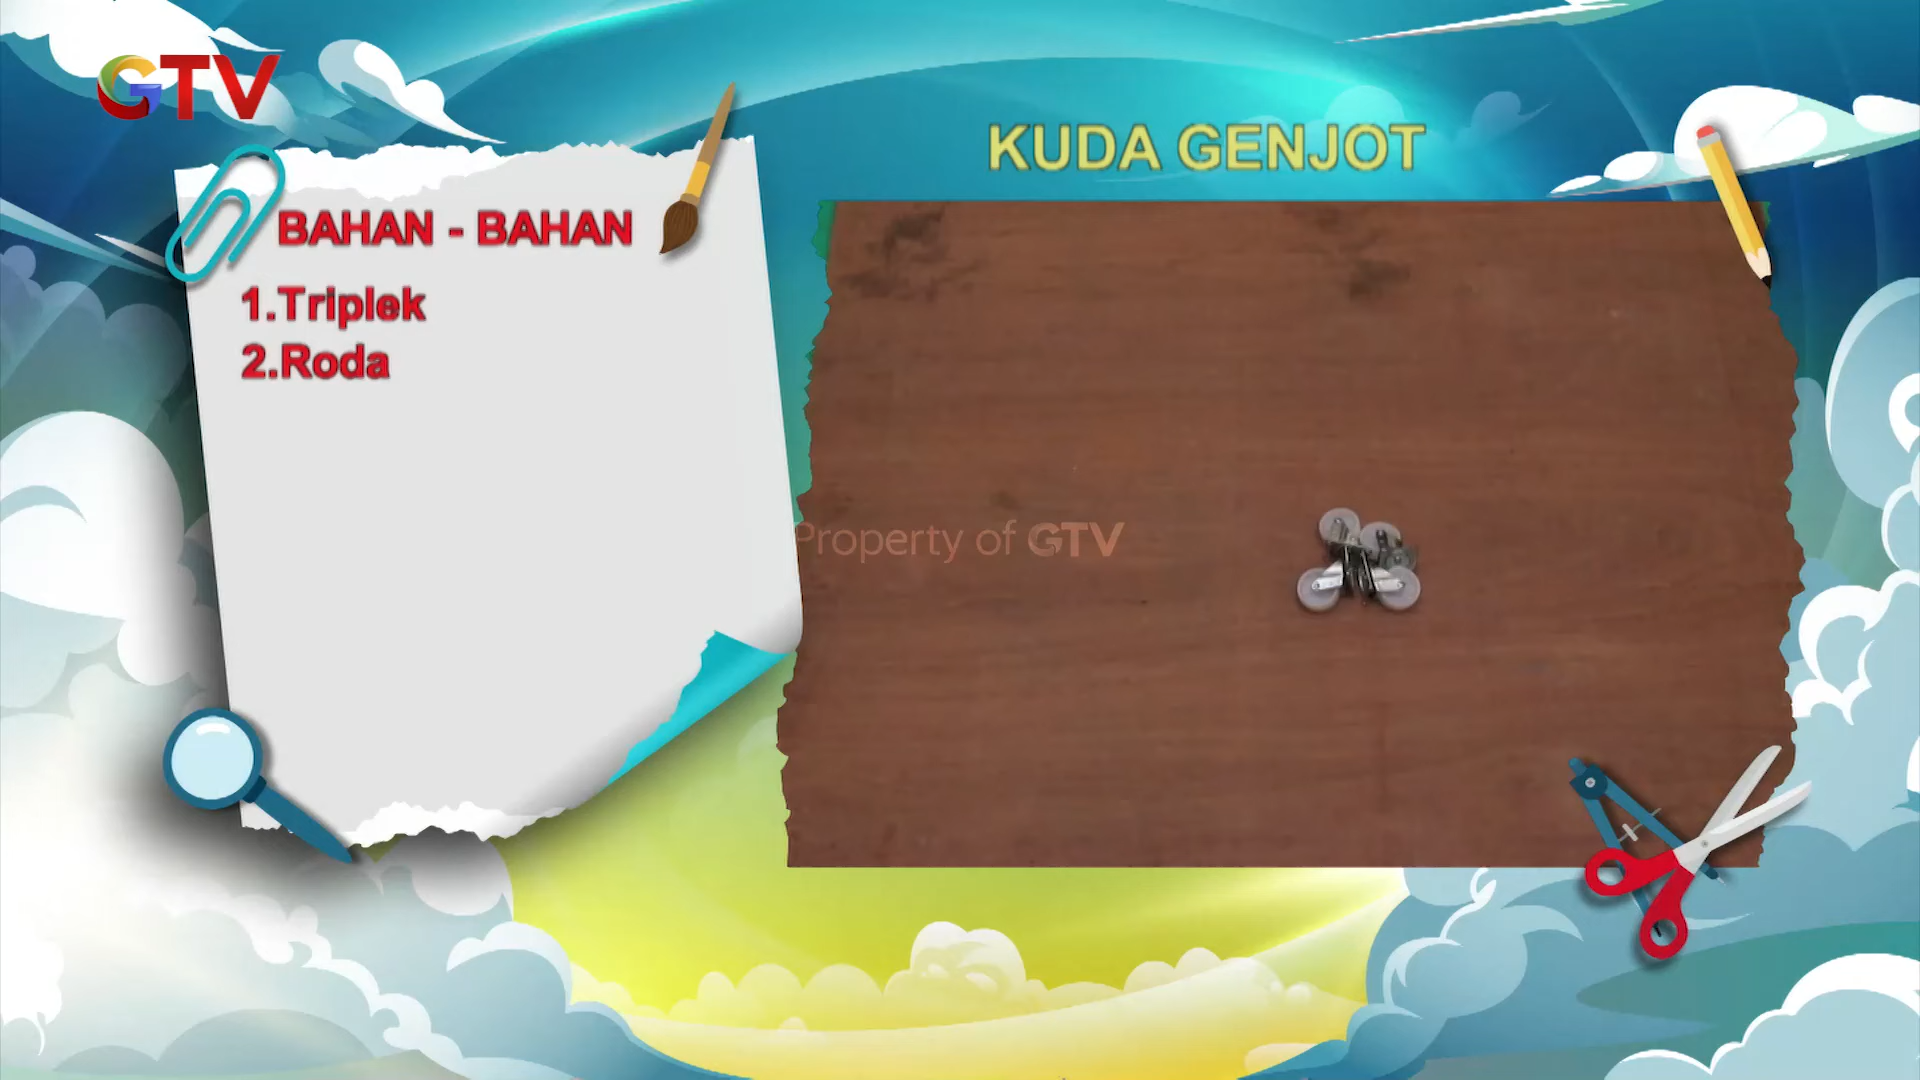 GTV
KUDA GENJOT
BAHAN - BAHAN
1.Triplek
2.Roda
Property of GTV